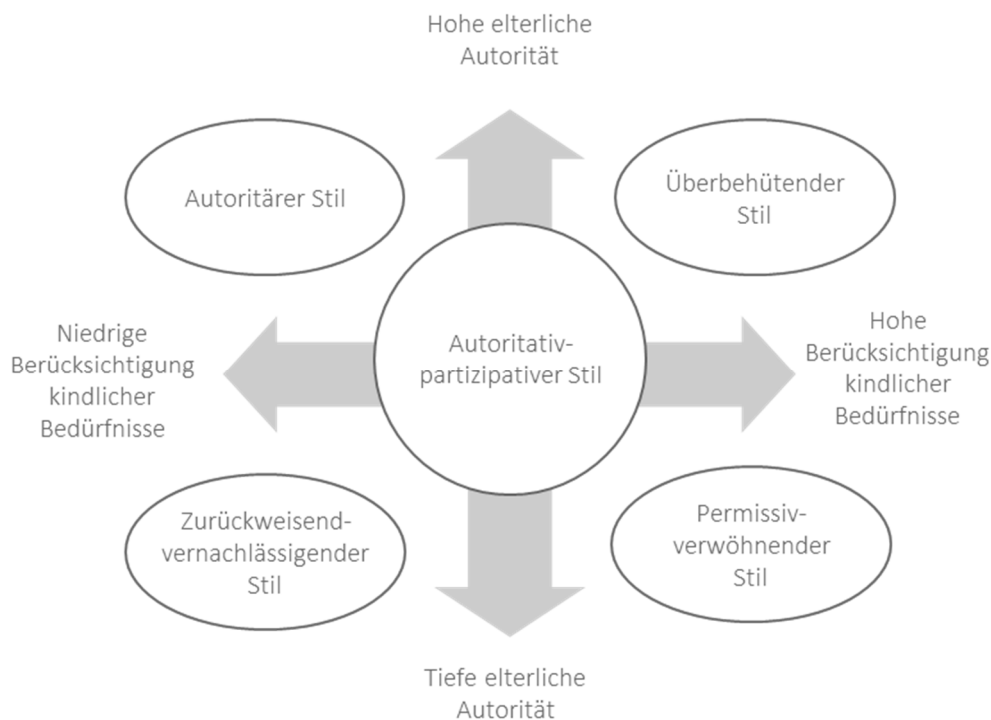 Hohe elterliche
Autorität
Autoritärer Stil
Überbehütender
Stil
Niedrige
Berücksichtigung
kindlicher
Bedürfnisse
Autoritativ-
partizipativer Stil
Hohe
Berücksichtigung
kindlicher
Bedürfnisse
Zurückweisend-
vernachlässigender
Stil
Permissiv-
verwöhnender
Stil
Tiefe elterliche
Autorität